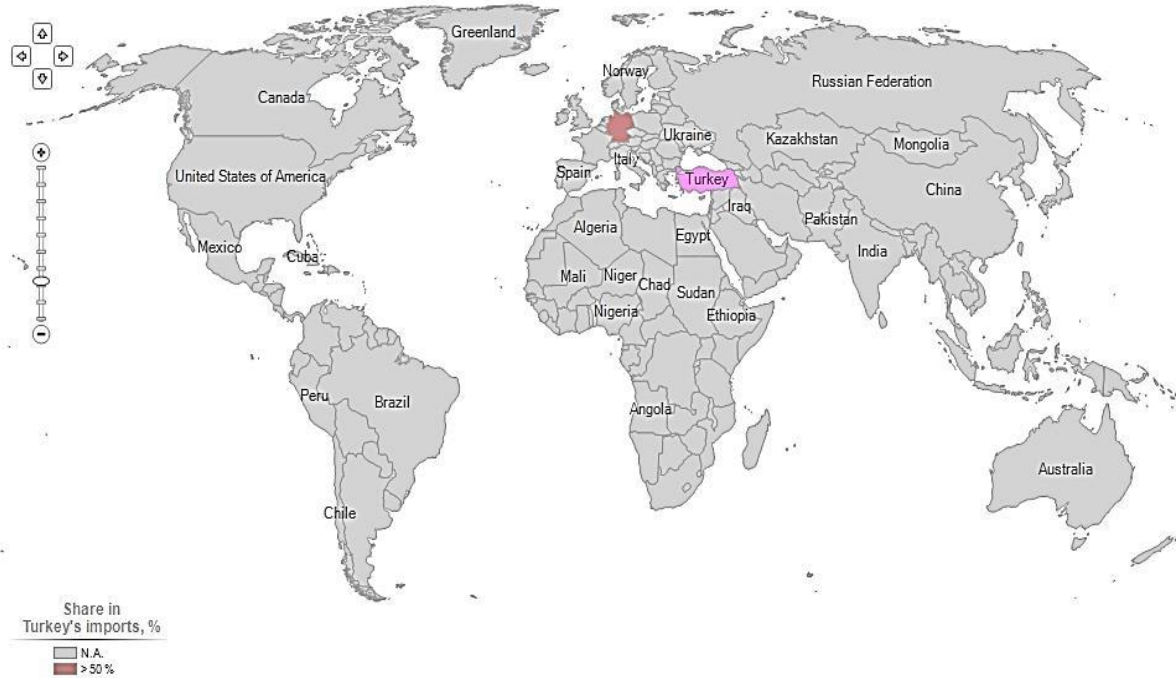 Greenland
Norway
Russian Federation
Canada
Ukraine
Kazakhstan
Mongolia
Italy
Spain
Turkey
United States of America
China
Iraq
Pakistan
Algeria
Egypt
Mexico
Cuba
India
Mali
Niger
Chad
Sudan
Nigeria
Ethiopia
Peru
Brazil
Angola
Australia
Chile
Share in
Turkey's imports, %
N.A.
> 50 %